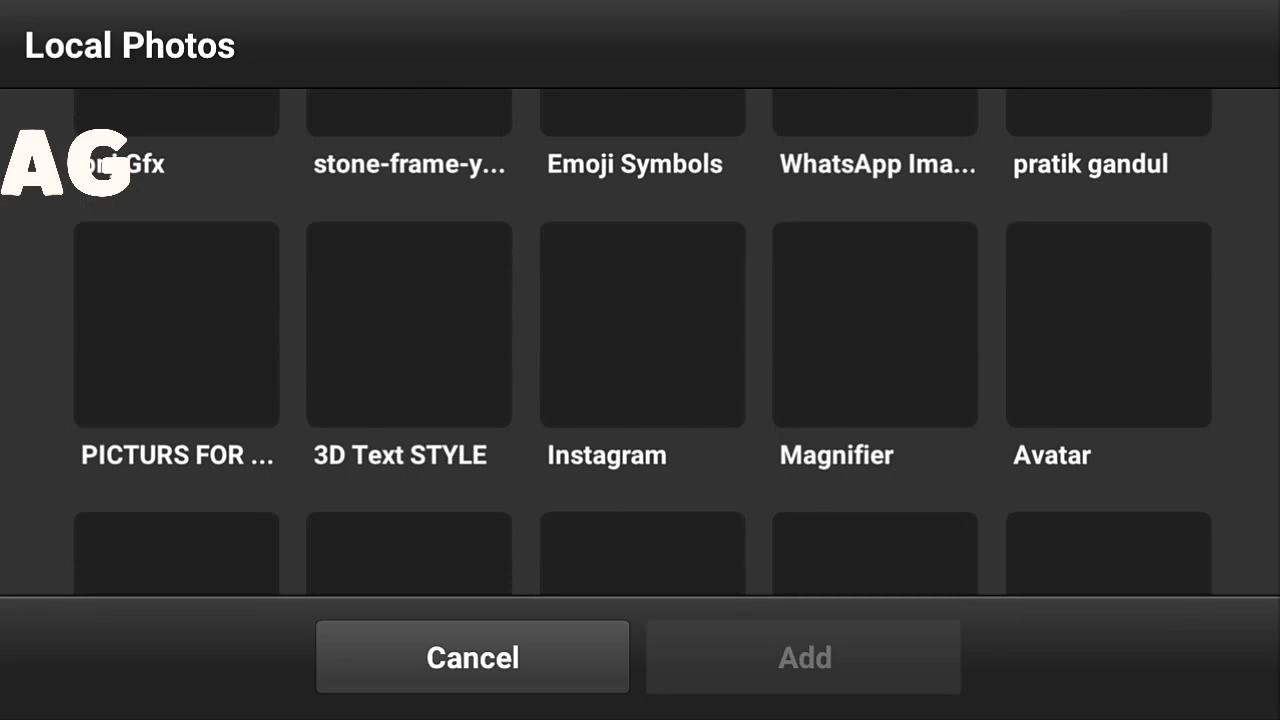 Local Photos
AG
Gfx
stone-frame-y...
Emoji Symbols
WhatsApp Ima...
pratik gandul
PICTURS FOR ...
3D Text STYLE
Instagram
Magnifier
Avatar
Cancel
Add